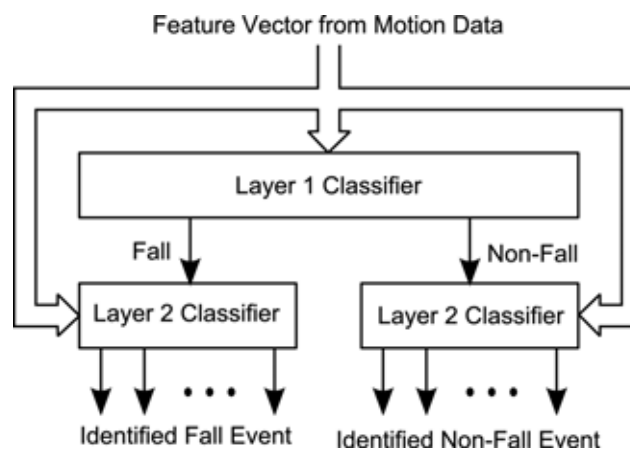 Feature Vector from Motion Data
Layer 1 Classifier
Fall
Non-Fall
Layer 2 Classifier
Layer 2 Classifier
Identified Fall Event
Identified Non-Fall Event